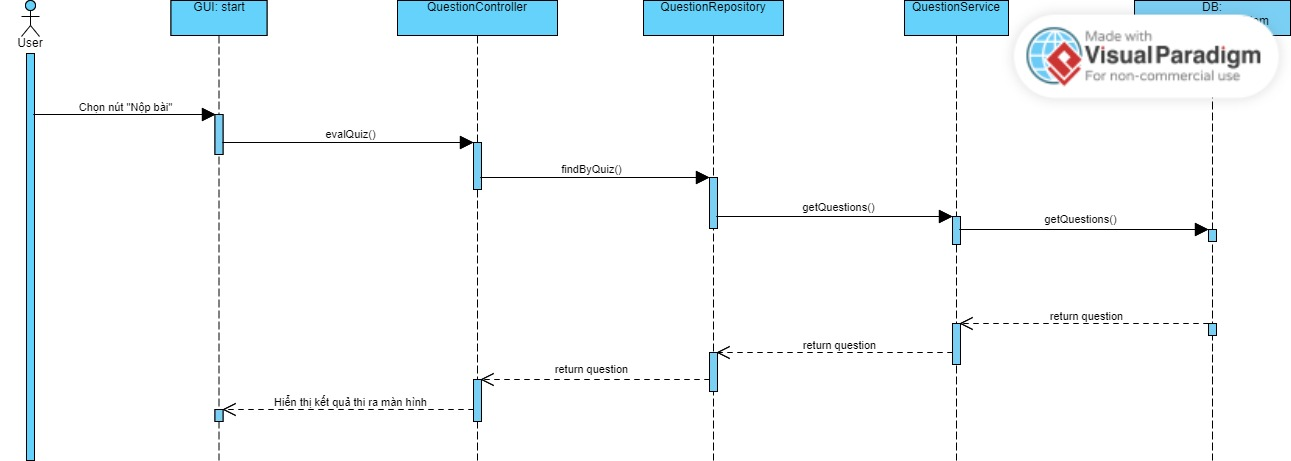 GUI: start
QuestionController
QuestionRepository
QuestionService
DB:
User
Made with
Visual Paradigm
For non-commercial use
Chọn nút "Nộp bài"
evalQuiz()
findByQuiz()
getQuestions()
getQuestions()
return question
return question
return question
Hiển thị kết quả thi ra màn hình